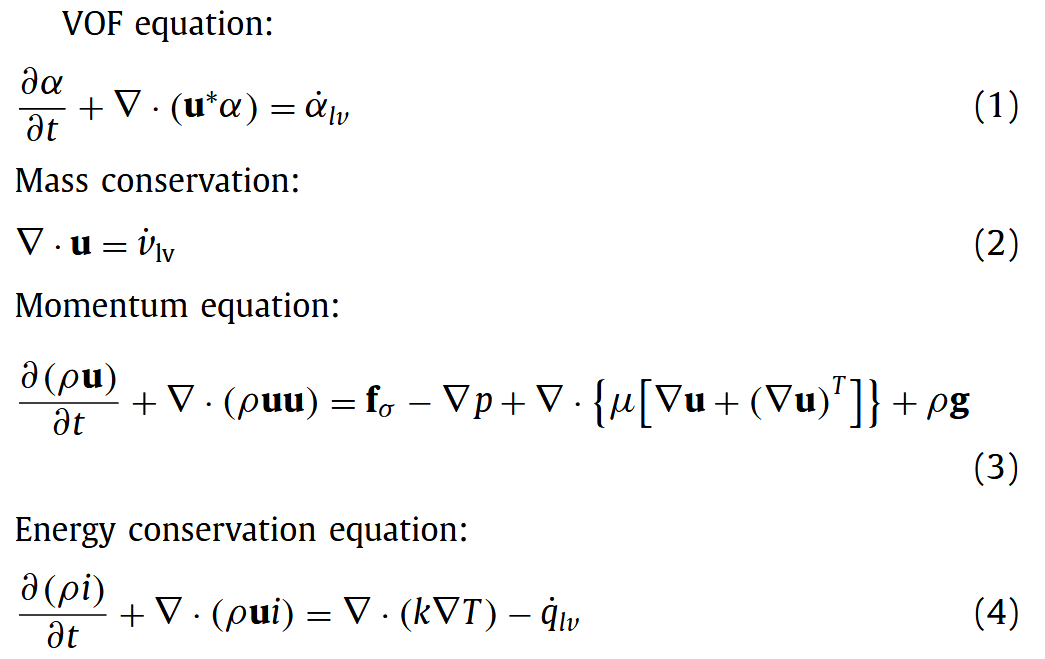 VOF equation:
∂α/∂t + ∇ · (u*α) = α̇_lv (1)
Mass conservation:
∇ · u = ν̇_lv (2)
Momentum equation:
∂(ρu)/∂t + ∇ · (ρuu) = f_σ − ∇p + ∇ · {μ[∇u + (∇u)^T]} + ρg
(3)
Energy conservation equation:
∂(ρi)/∂t + ∇ · (ρui) = ∇ · (k∇T) − q̇_lv (4)